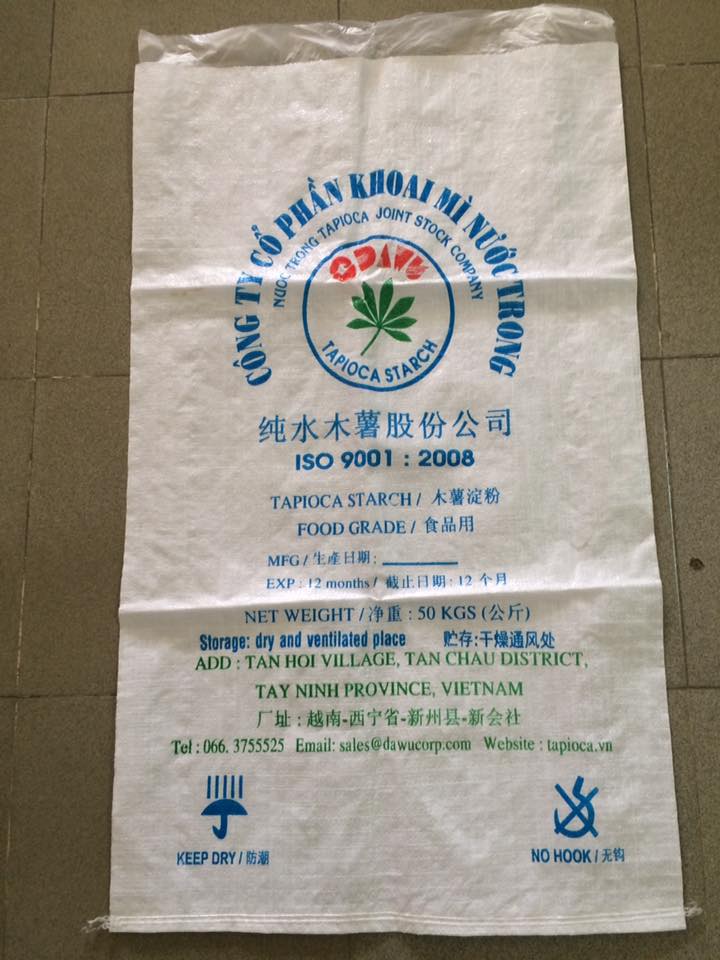 CÔNG TY CỔ PHẦN KHOAI MÌ NƯỚC TRONG
NUOC TRONG TAPIOCA JOINT STOCK COMPANY
DAWU
TAPIOCA STARCH
纯水木薯股份公司
ISO 9001 : 2008
TAPIOCA STARCH / 木薯淀粉
FOOD GRADE / 食品用
MFG / 生產日期:
EXP : 12 months / 截止日期: 12 个月
NET WEIGHT / 净重 : 50 KGS (公斤)
Storage: dry and ventilated place 贮存:干燥通风处
ADD : TAN HOI VILLAGE, TAN CHAU DISTRICT,
TAY NINH PROVINCE, VIETNAM
厂址 : 越南-西宁省-新州县-新会社
Tel : 066. 3755525 Email: sales@dawucorp.com Website : tapioca.vn
KEEP DRY / 防潮
NO HOOK / 无钩